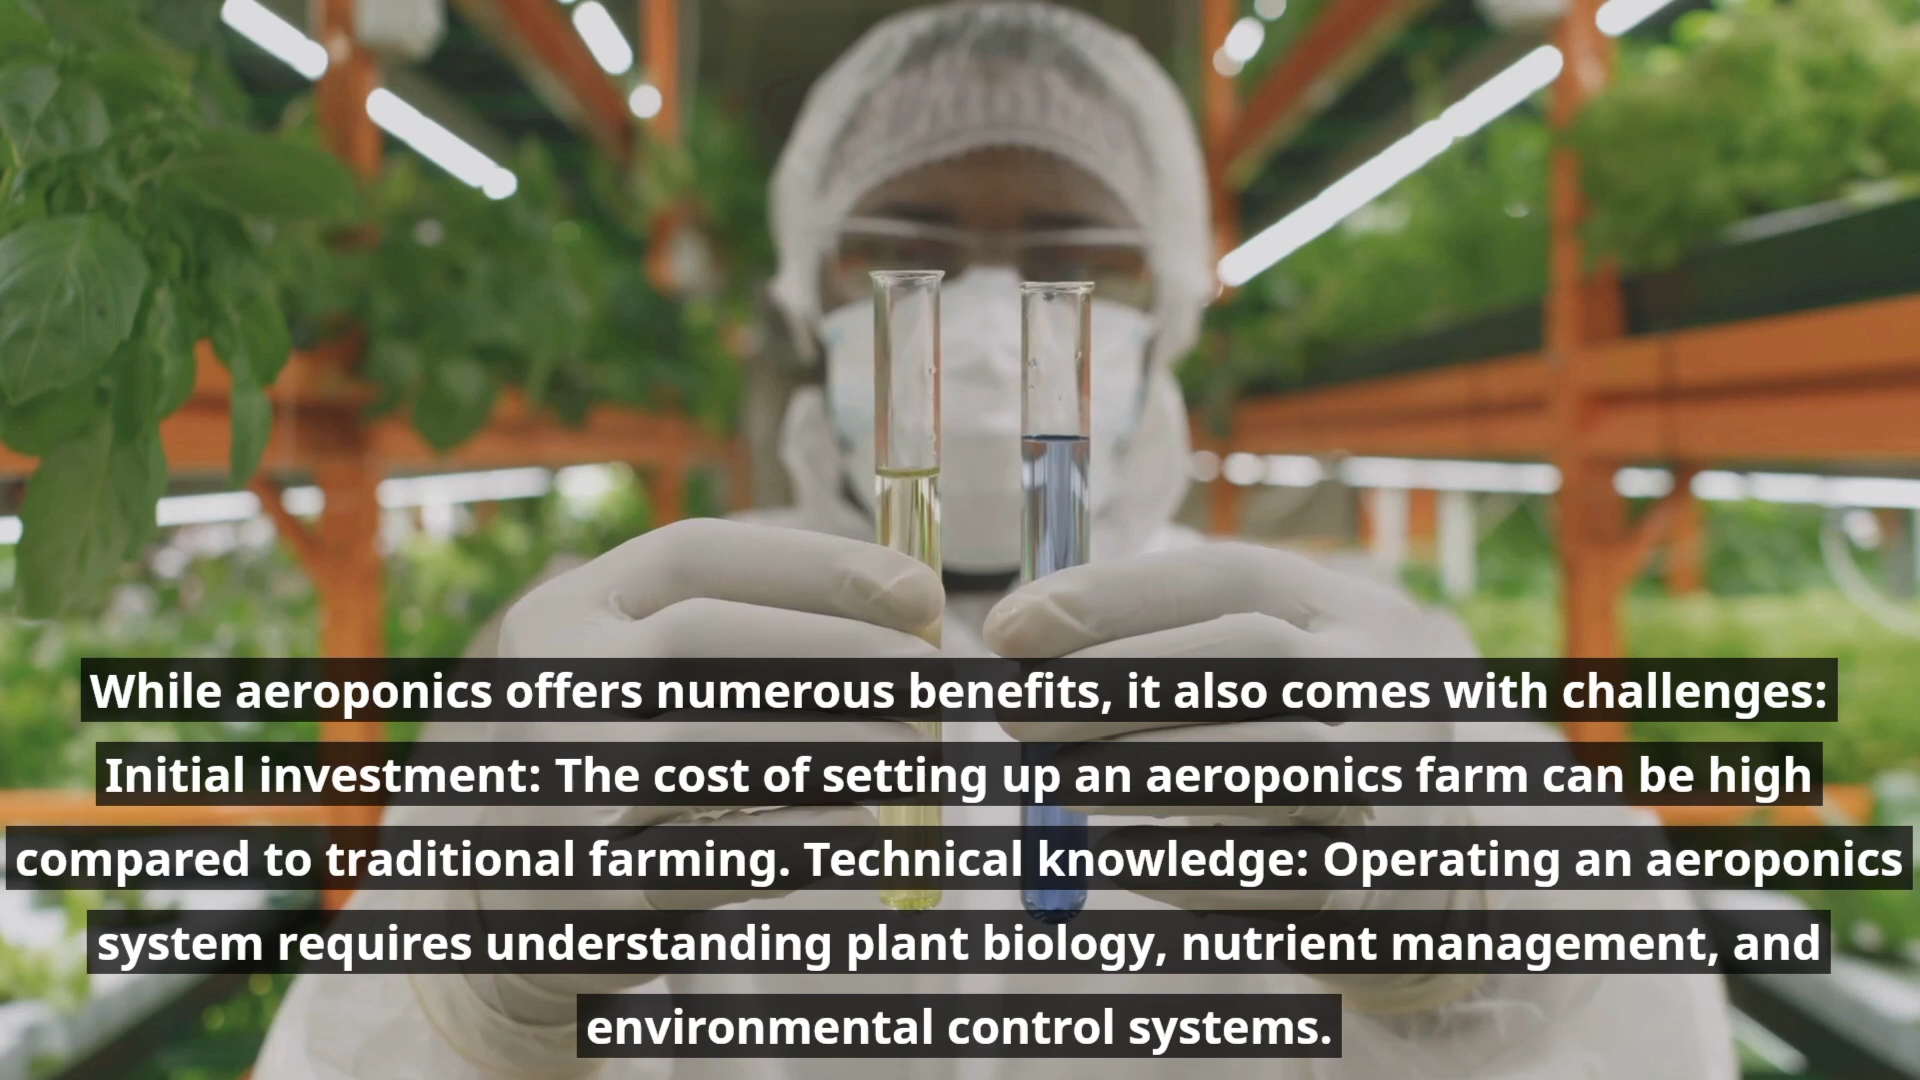 While aeroponics offers numerous benefits, it also comes with challenges:
Initial investment: The cost of setting up an aeroponics farm can be high
compared to traditional farming. Technical knowledge: Operating an aeroponics
system requires understanding plant biology, nutrient management, and
environmental control systems.